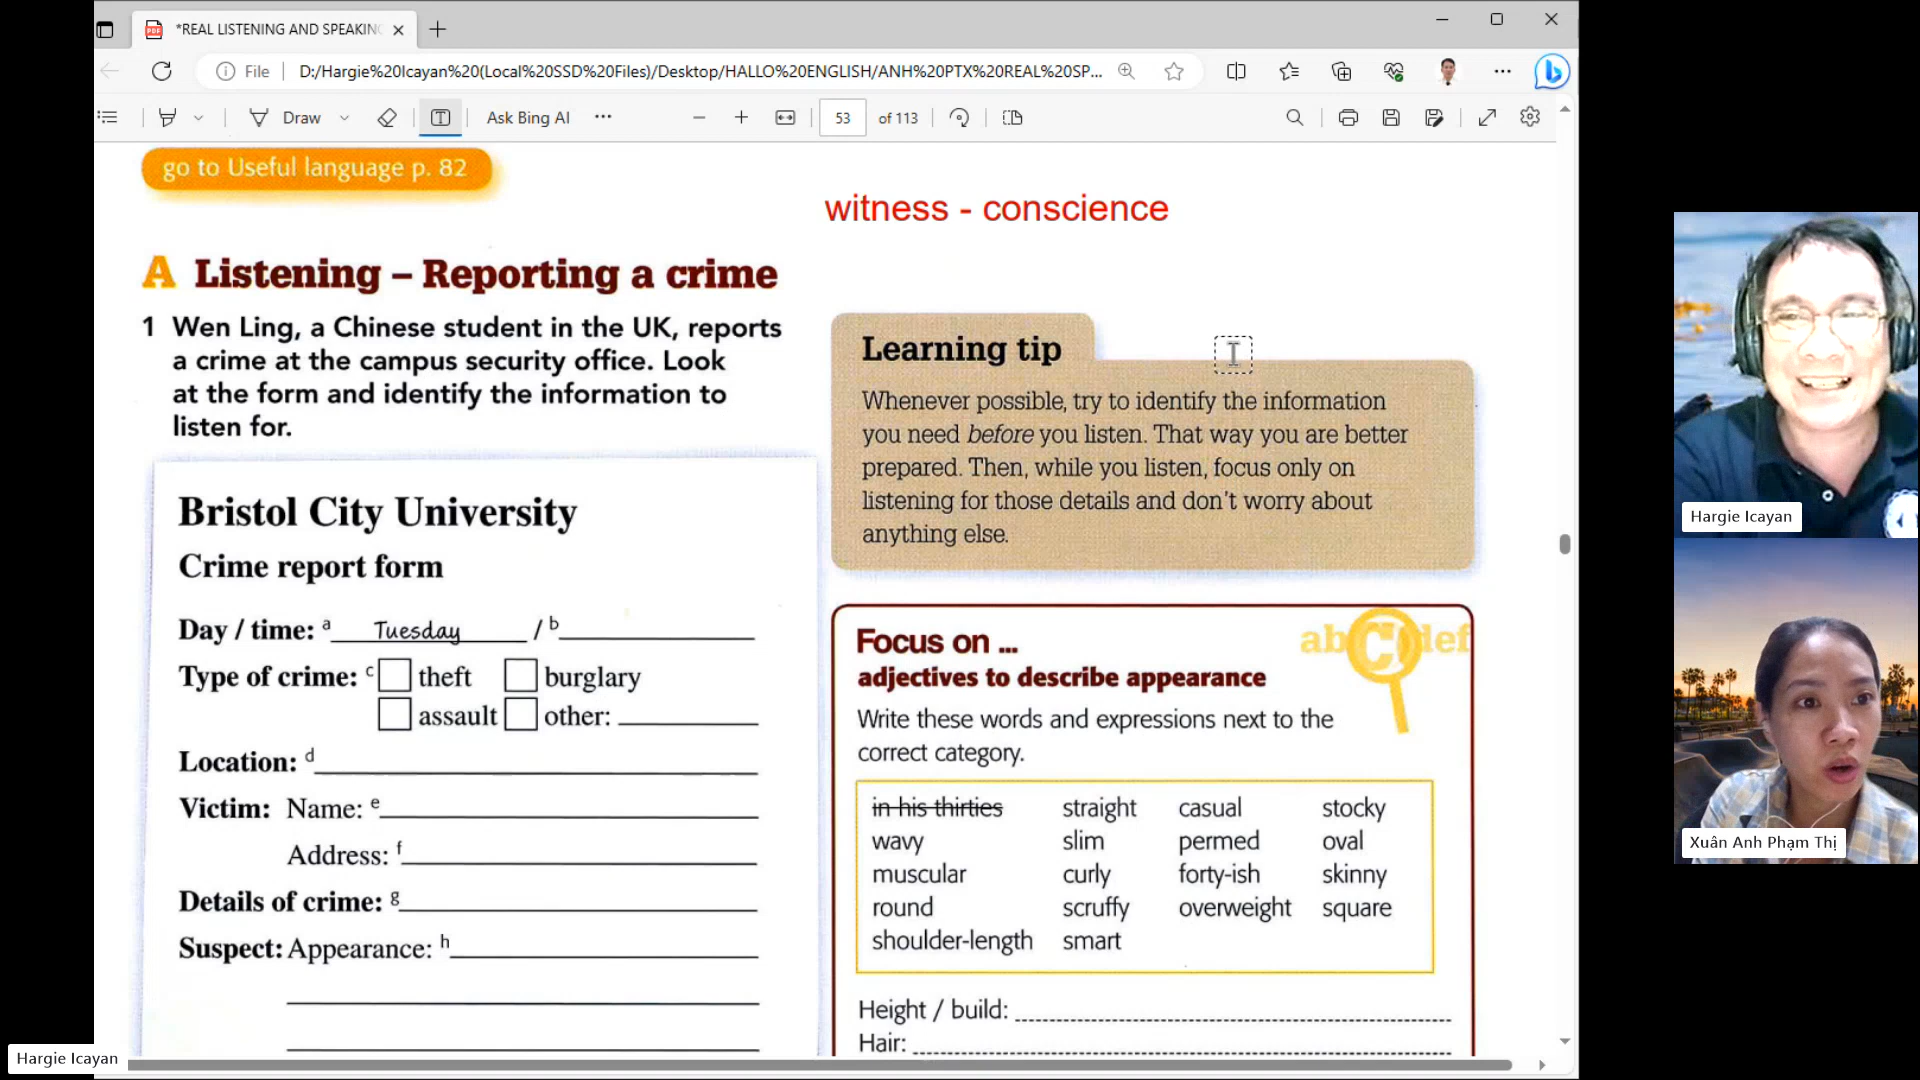 *REAL LISTENING AND SPEAKING
File
D:/Hargie%20Icayan%20(Local%20SSD%20Files)/Desktop/HALLO%20ENGLISH/ANH%20PTX%20REAL%20SP...
Draw
Ask Bing AI
53 of 113
go to Useful language p. 82
witness - conscience
A Listening – Reporting a crime
1 Wen Ling, a Chinese student in the UK, reports
a crime at the campus security office. Look
at the form and identify the information to
listen for.
Bristol City University
Crime report form
Day / time: a Tuesday / b
Type of crime: c theft burglary
assault other:
Location: d
Victim: Name: e
Address: f
Details of crime: g
Suspect: Appearance: h
Learning tip
Whenever possible, try to identify the information
you need before you listen. That way you are better
prepared. Then, while you listen, focus only on
listening for those details and don't worry about
anything else.
Focus on ...
adjectives to describe appearance
abCdef
Write these words and expressions next to the
correct category.
in his thirties straight casual stocky
wavy slim permed oval
muscular curly forty-ish skinny
round scruffy overweight square
shoulder-length smart
Height / build:
Hair:
Hargie Icayan
Xuân Anh Phạm Thị
Hargie Icayan